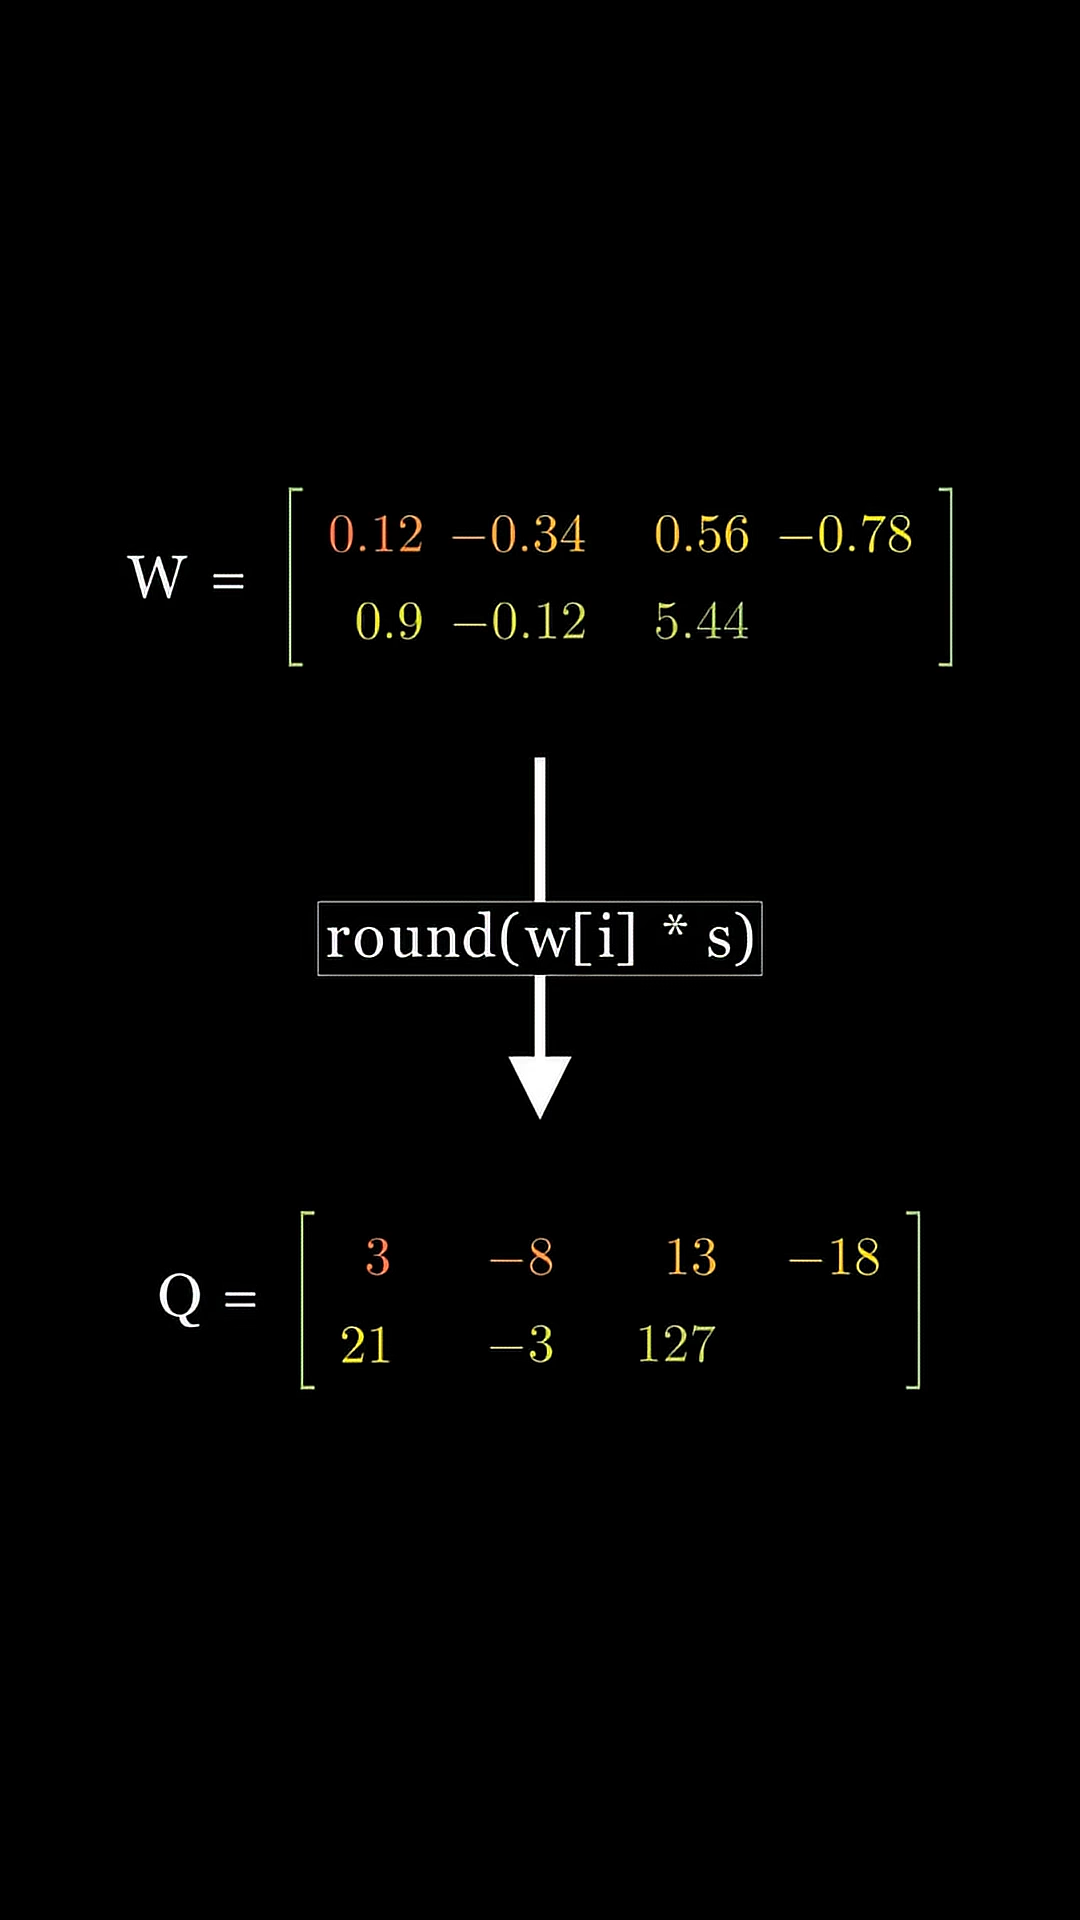 W = [ 0.12 −0.34 0.56 −0.78
0.9 −0.12 5.44 ]
round(w[i] * s)
Q = [ 3 −8 13 −18
21 −3 127 ]